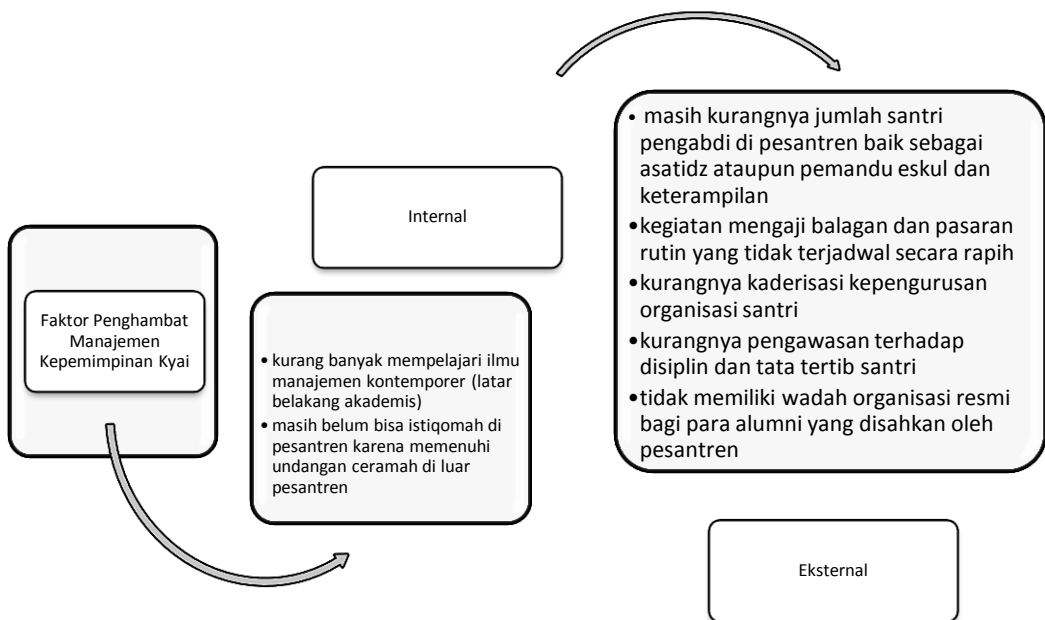 Faktor Penghambat
Manajemen
Kepemimpinan Kyai
Internal
• kurang banyak mempelajari ilmu
manajemen kontemporer (latar
belakang akademis)
• masih belum bisa istiqomah di
pesantren karena memenuhi
undangan ceramah di luar
pesantren
• masih kurangnya jumlah santri
pengabdi di pesantren baik sebagai
asatidz ataupun pemandu eskul dan
keterampilan
•kegiatan mengaji balagan dan pasaran
rutin yang tidak terjadwal secara rapih
•kurangnya kaderisasi kepengurusan
organisasi santri
•kurangnya pengawasan terhadap
disiplin dan tata tertib santri
•tidak memiliki wadah organisasi resmi
bagi para alumni yang disahkan oleh
pesantren
Eksternal